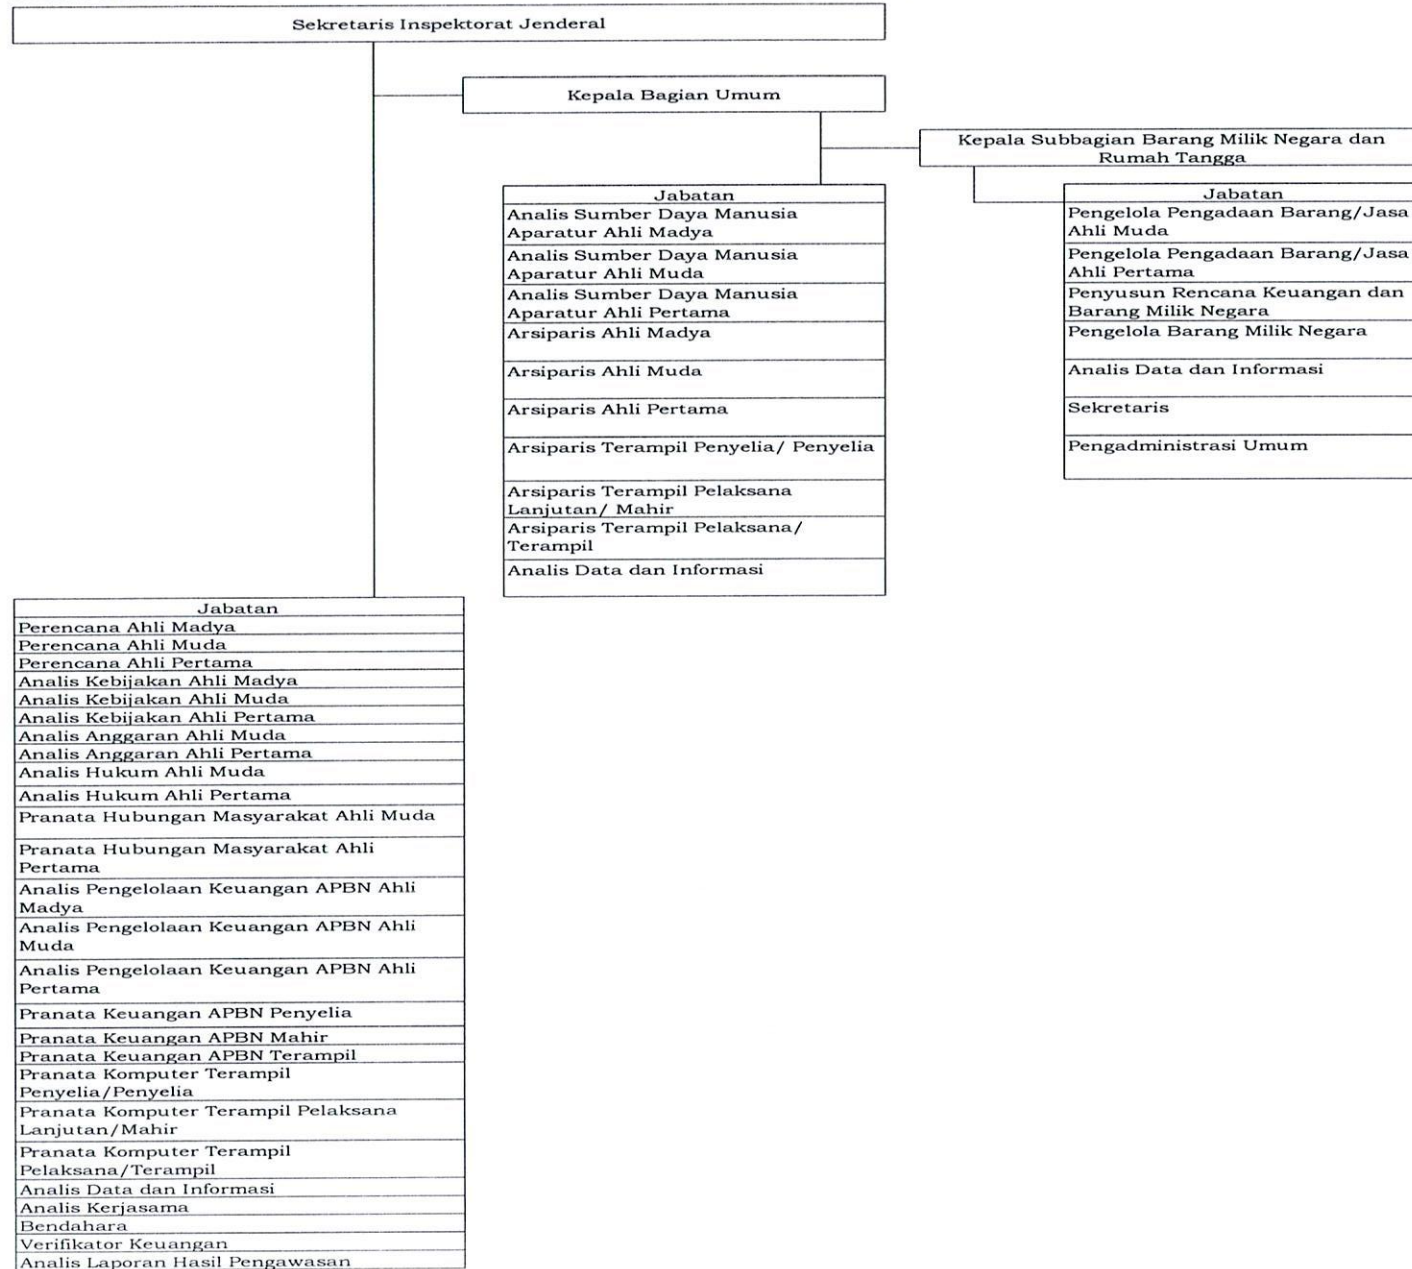 Sekretaris Inspektorat Jenderal
Kepala Bagian Umum
Kepala Subbagian Barang Milik Negara dan
Rumah Tangga
Jabatan
Analis Sumber Daya Manusia
Aparatur Ahli Madya
Analis Sumber Daya Manusia
Aparatur Ahli Muda
Analis Sumber Daya Manusia
Aparatur Ahli Pertama
Arsiparis Ahli Madya
Arsiparis Ahli Muda
Arsiparis Ahli Pertama
Arsiparis Terampil Penyelia/ Penyelia
Arsiparis Terampil Pelaksana
Lanjutan/ Mahir
Arsiparis Terampil Pelaksana/
Terampil
Analis Data dan Informasi
Jabatan
Pengelola Pengadaan Barang/Jasa
Ahli Muda
Pengelola Pengadaan Barang/Jasa
Ahli Pertama
Penyusun Rencana Keuangan dan
Barang Milik Negara
Pengelola Barang Milik Negara
Analis Data dan Informasi
Sekretaris
Pengadministrasi Umum
Jabatan
Perencana Ahli Madya
Perencana Ahli Muda
Perencana Ahli Pertama
Analis Kebijakan Ahli Madya
Analis Kebijakan Ahli Muda
Analis Kebijakan Ahli Pertama
Analis Anggaran Ahli Muda
Analis Anggaran Ahli Pertama
Analis Hukum Ahli Muda
Analis Hukum Ahli Pertama
Pranata Hubungan Masyarakat Ahli Muda
Pranata Hubungan Masyarakat Ahli
Pertama
Analis Pengelolaan Keuangan APBN Ahli
Madya
Analis Pengelolaan Keuangan APBN Ahli
Muda
Analis Pengelolaan Keuangan APBN Ahli
Pertama
Pranata Keuangan APBN Penyelia
Pranata Keuangan APBN Mahir
Pranata Keuangan APBN Terampil
Pranata Komputer Terampil
Penyelia/Penyelia
Pranata Komputer Terampil Pelaksana
Lanjutan/Mahir
Pranata Komputer Terampil
Pelaksana/Terampil
Analis Data dan Informasi
Analis Kerjasama
Bendahara
Verifikator Keuangan
Analis Laporan Hasil Pengawasan